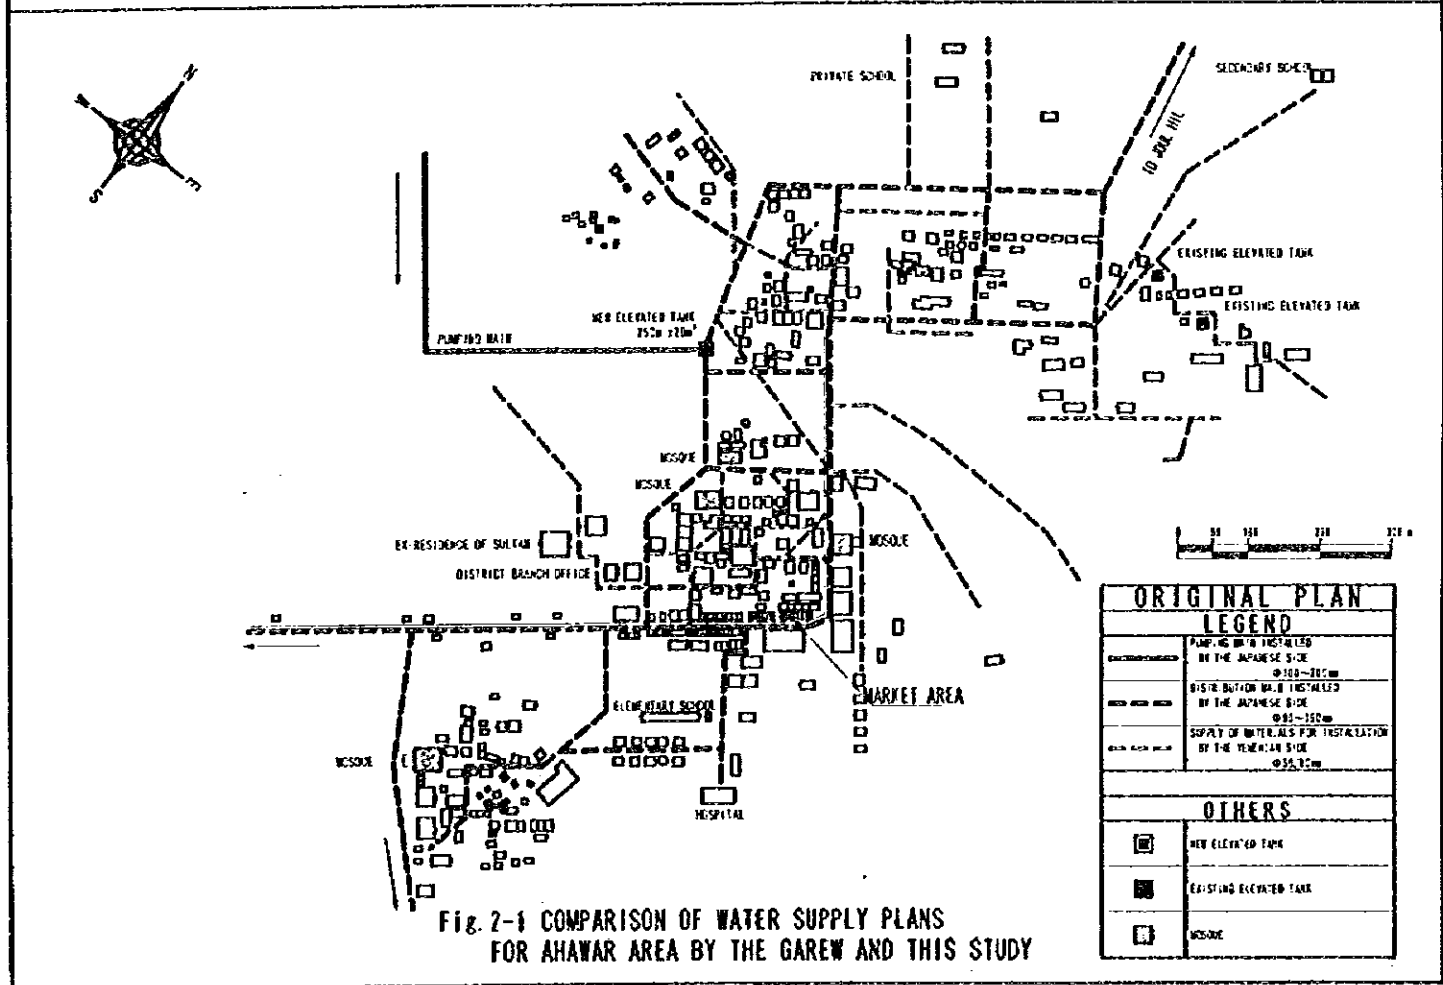 N
S
E
PRIVATE SCHOOL
SECONDARY SCHOOL
EXISTING ELEVATED TANK
NEW ELEVATED TANK
EXISTING ELEVATED TANK
PUMPING MAIN
MOSQUE
MOSQUE
EX-RESIDENCE OF SULTAN
MOSQUE
DISTRICT BRANCH OFFICE
MARKET AREA
ELEMENTARY SCHOOL
MOSQUE
HOSPITAL
ORIGINAL PLAN
LEGEND
PUMPING MAIN INSTALLED
BY THE JAPANESE SIDE
DISTRIBUTION MAIN INSTALLED
BY THE JAPANESE SIDE
SUPPLY OF MATERIALS FOR INSTALLATION
BY THE YEMENIAN SIDE
OTHERS
NEW ELEVATED TANK
EXISTING ELEVATED TANK
MOSQUE
Fig. 2-1 COMPARISON OF WATER SUPPLY PLANS
FOR AHAWAR AREA BY THE GAREW AND THIS STUDY